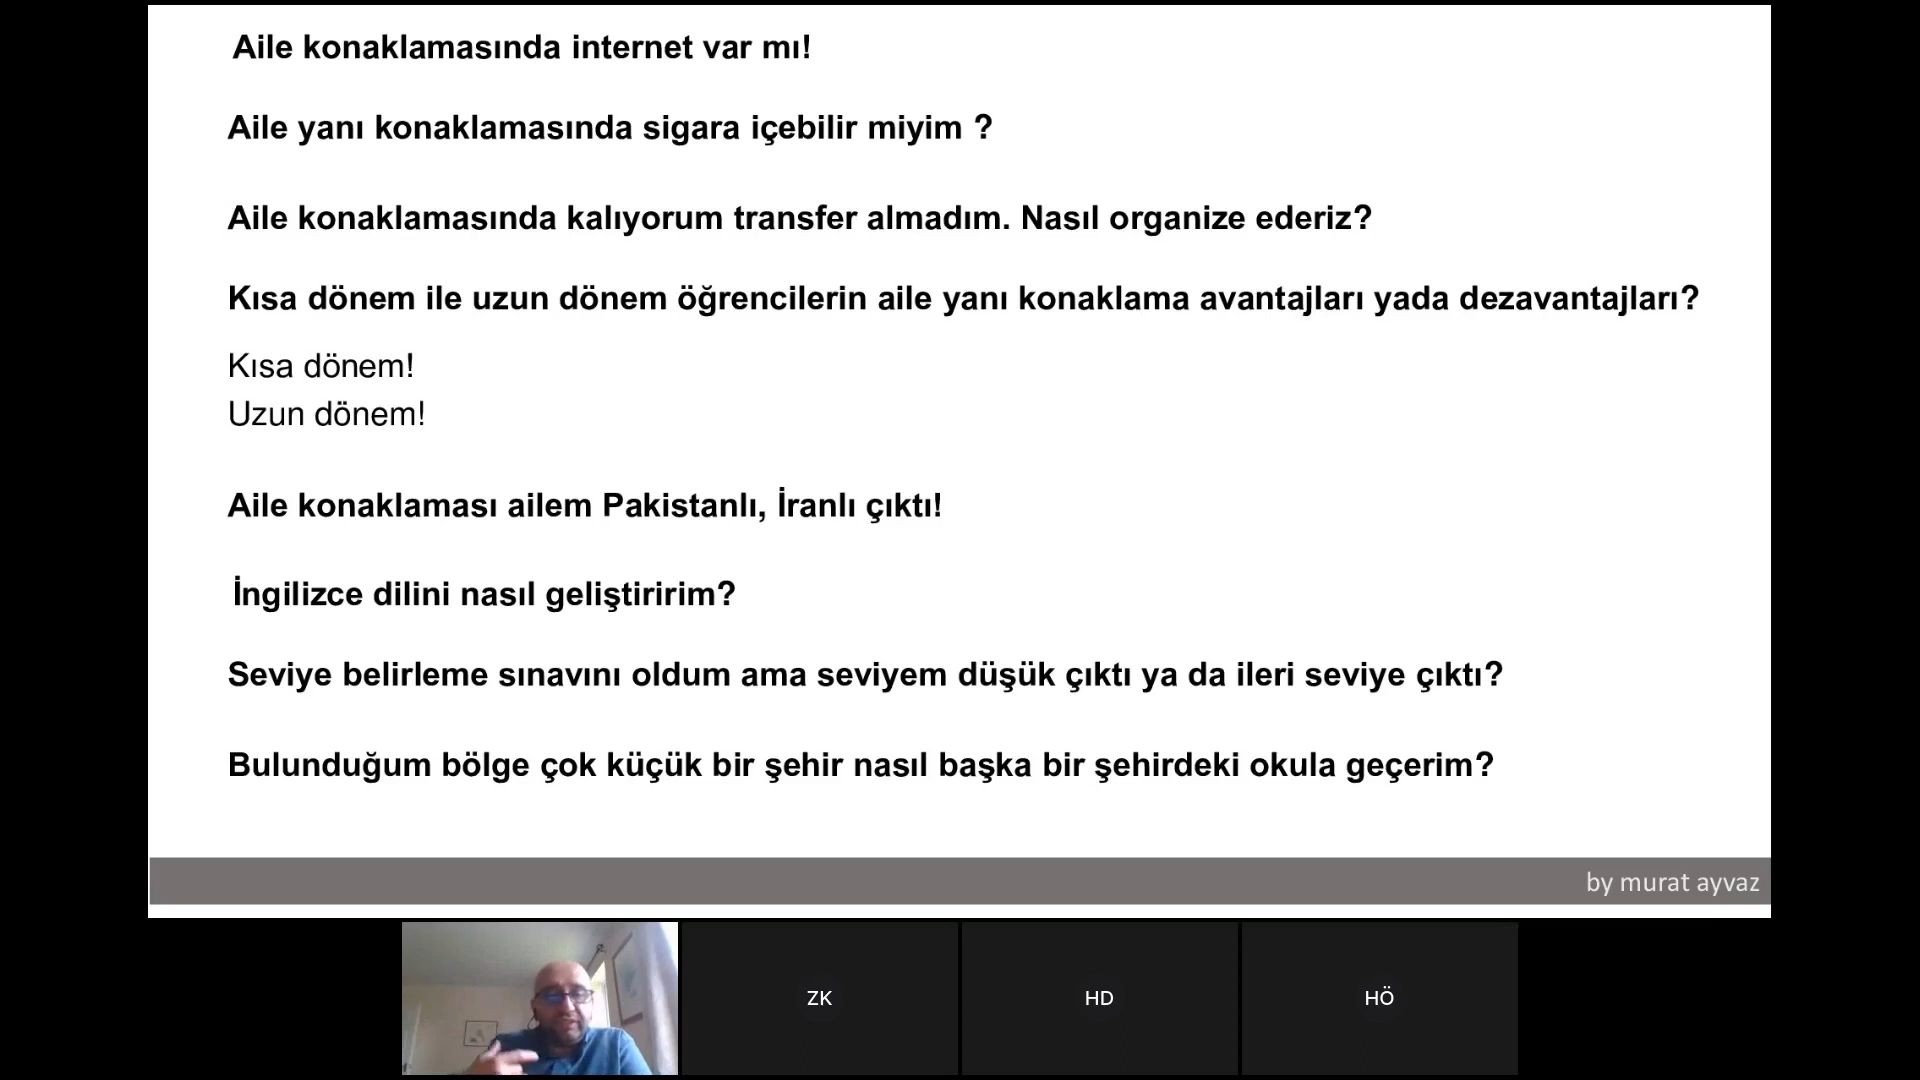 Aile konaklamasında internet var mı!
Aile yanı konaklamasında sigara içebilir miyim ?
Aile konaklamasında kalıyorum transfer almadım. Nasıl organize ederiz?
Kısa dönem ile uzun dönem öğrencilerin aile yanı konaklama avantajları yada dezavantajları?
Kısa dönem!
Uzun dönem!
Aile konaklaması ailem Pakistanlı, İranlı çıktı!
İngilizce dilini nasıl geliştiririm?
Seviye belirleme sınavını oldum ama seviyem düşük çıktı ya da ileri seviye çıktı?
Bulunduğum bölge çok küçük bir şehir nasıl başka bir şehirdeki okula geçerim?
by murat ayvaz
ZK
HD
HÖ